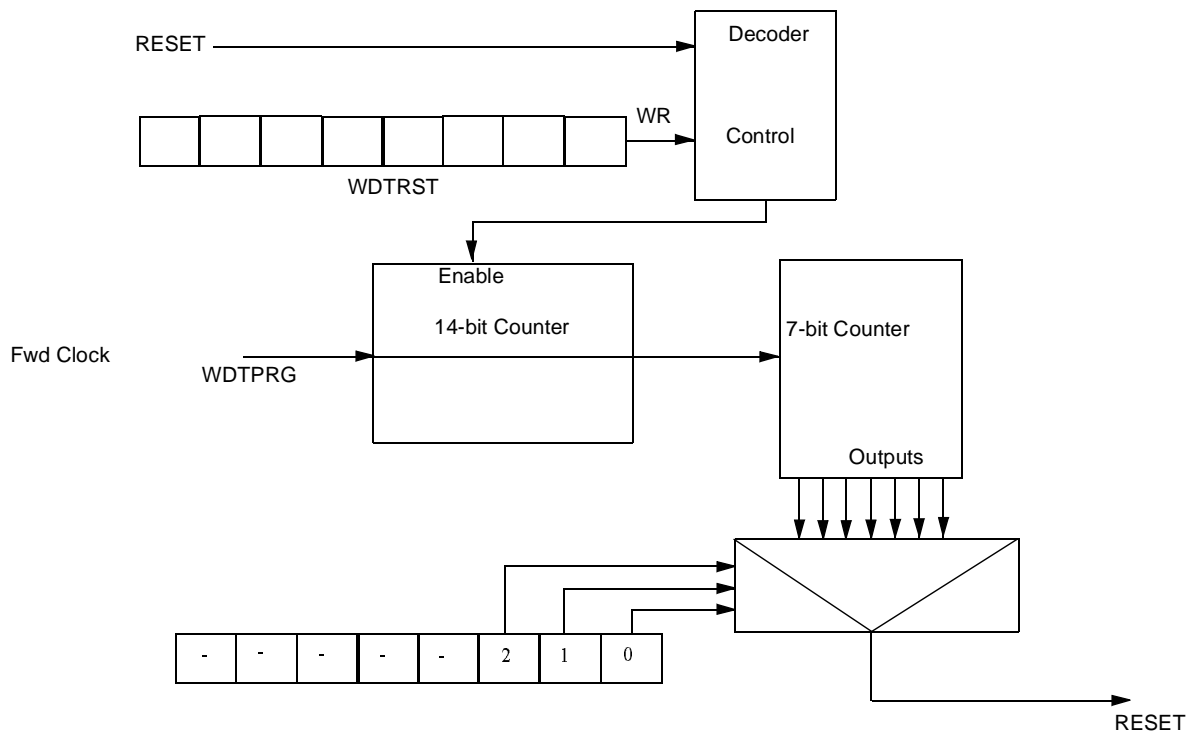 Decoder
RESET
WR
Control
WDTRST
Enable
14-bit Counter
7-bit Counter
Fwd Clock
WDTPRG
Outputs
- - - - - 2 1 0
RESET